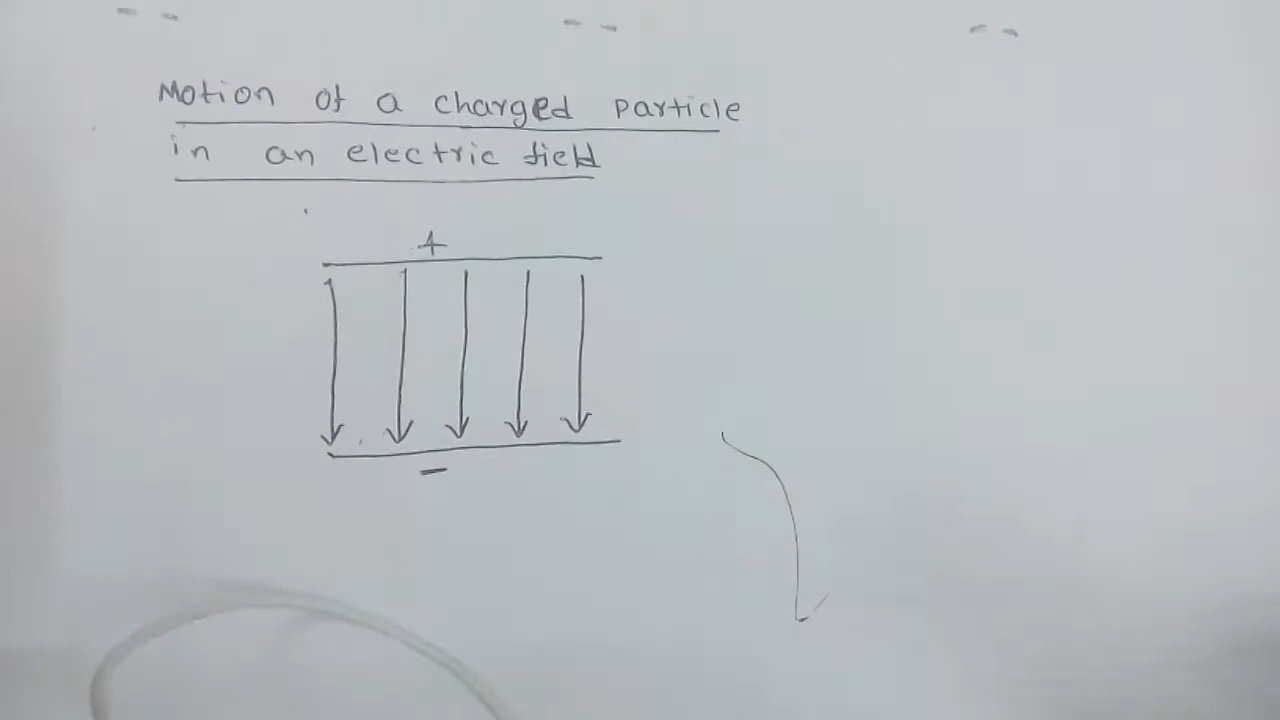 Motion of a charged particle
in an electric field
+
−